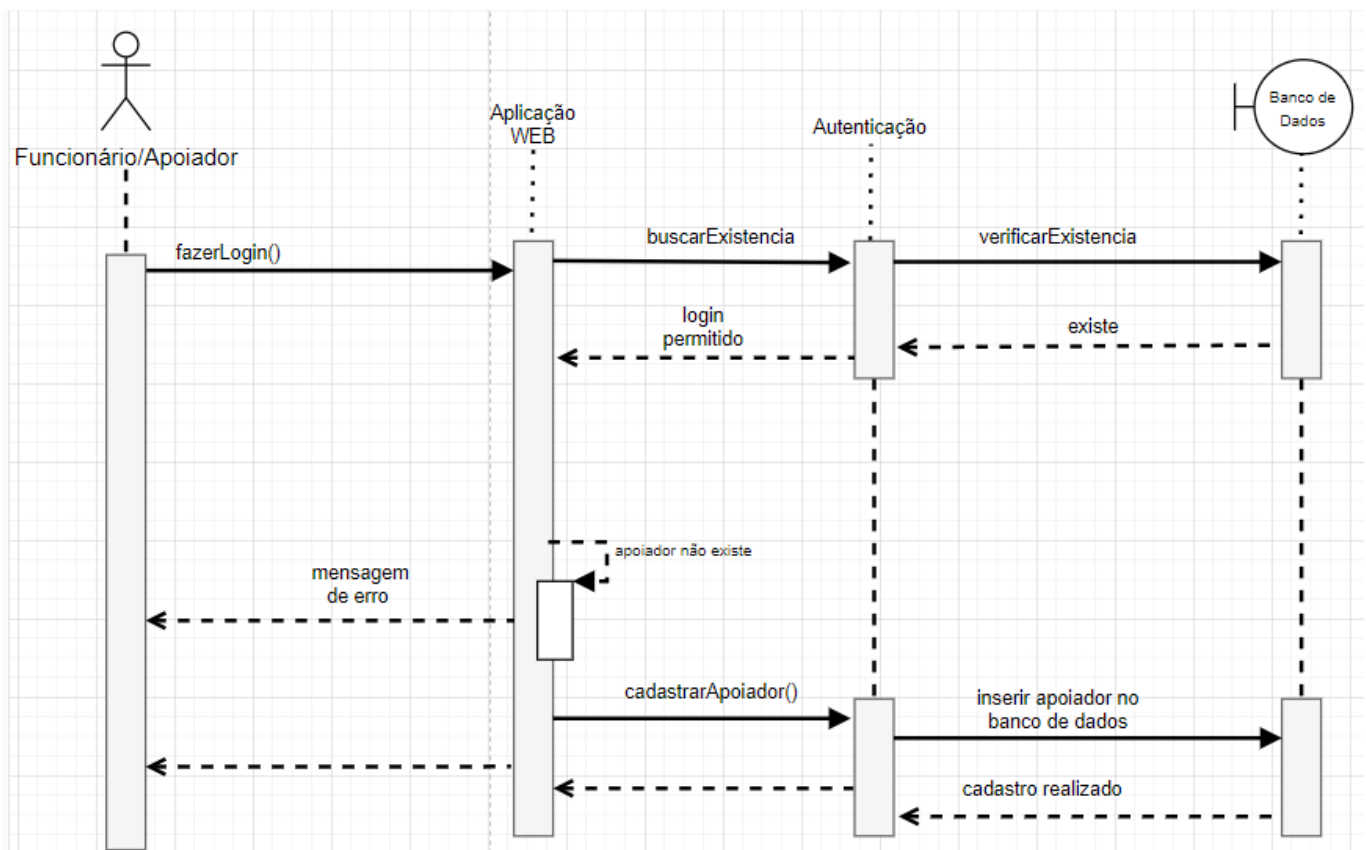 Funcionário/Apoiador
Aplicação
WEB
Autenticação
Banco de
Dados
fazerLogin()
buscarExistencia
verificarExistencia
login
permitido
existe
apoiador não existe
mensagem
de erro
cadastrarApoiador()
inserir apoiador no
banco de dados
cadastro realizado